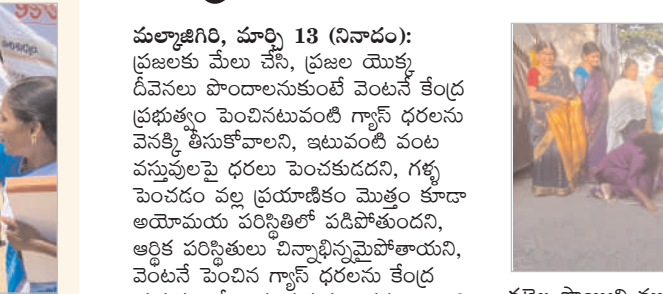 మల్కాజిగిరి, మార్చి 13 (నినాదం):
ప్రజలకు మేలు చేసి, ప్రజల యొక్క
దీవెనలు పొందాలనుకుంటే వెంటనే కేంద్ర
ప్రభుత్వం పెంచినటువంటి గ్యాస్ ధరలను
వెనక్కి తీసుకోవాలని, ఇటువంటి వంట
వస్తువులపై ధరలు పెంచకుడదని, గళ్ళ
పెంచడం వల్ల ప్రయాణికం మొత్తం కూడా
అయోమయ పరిస్థితిలో పడిపోతుందని,
ఆర్థిక పరిస్థితులు చిన్నాభిన్నమైపోతాయని,
వెంటనే పెంచిన గ్యాస్ ధరలను కేంద్ర